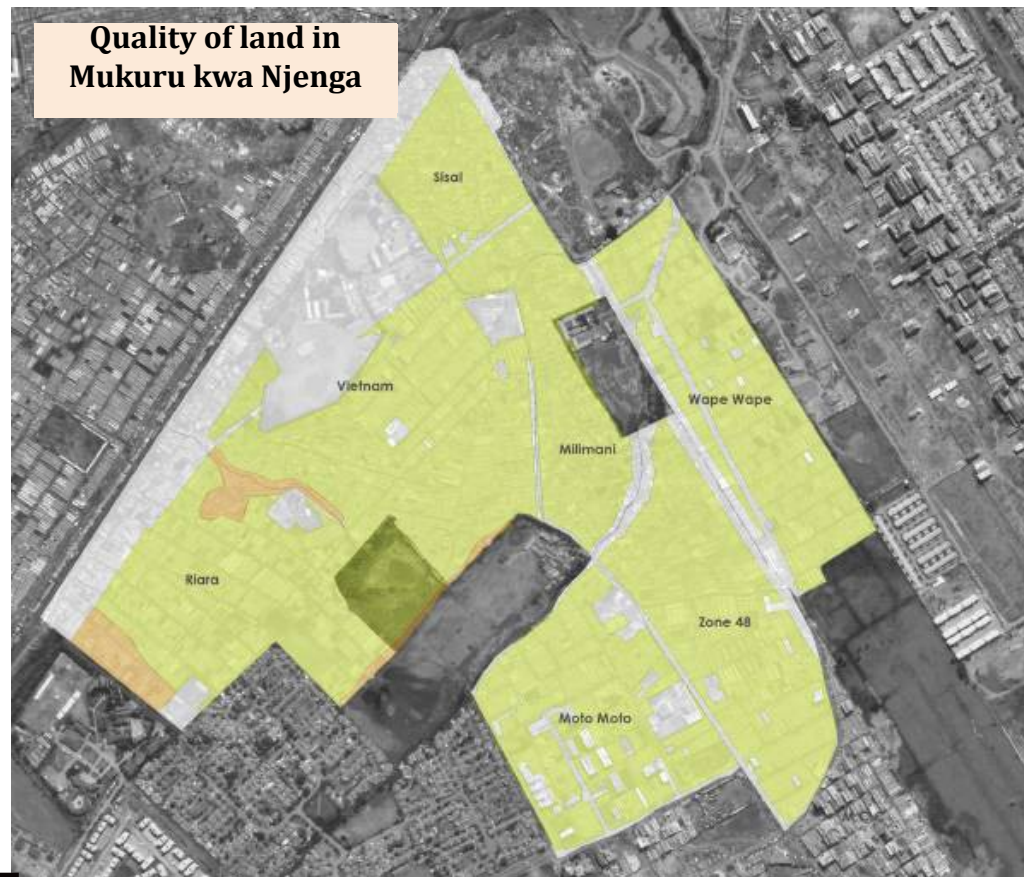 Quality of land in
Mukuru kwa Njenga
Sisal
Vietnam
Wape Wape
Milimani
Riara
Zone 48
Moto Moto